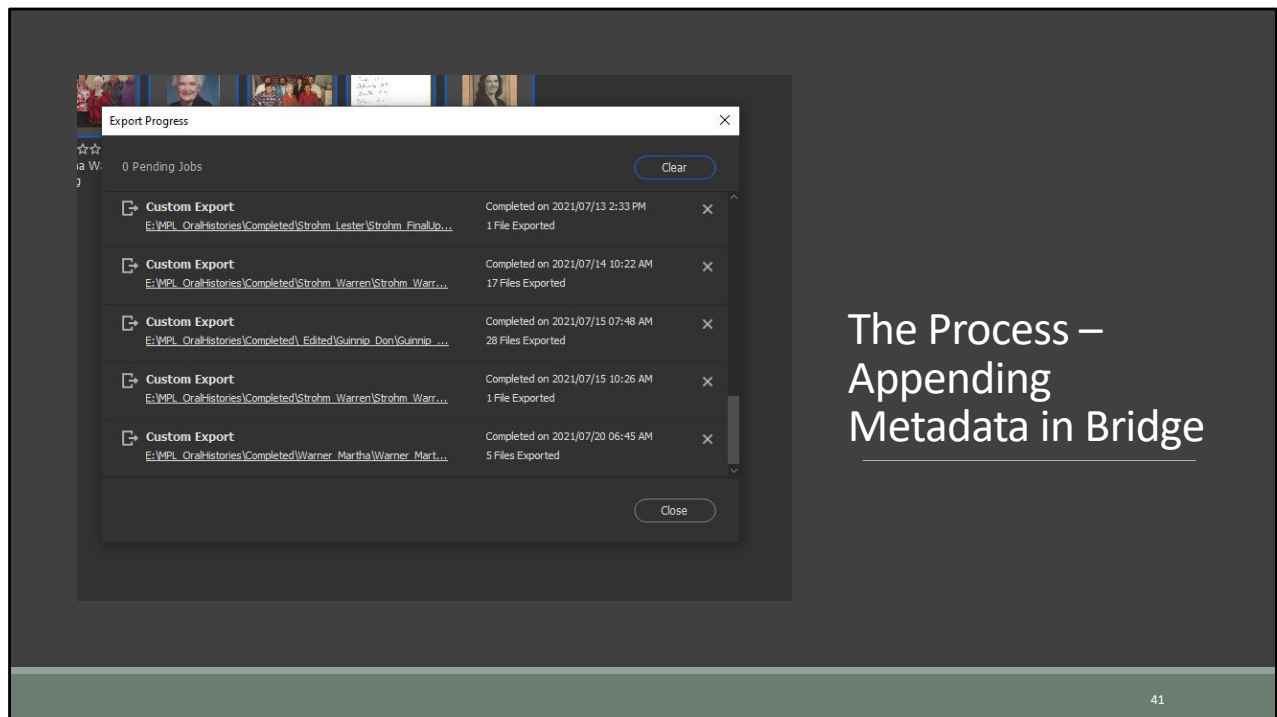 Export Progress
☆☆
a W
0 Pending Jobs
Clear
Custom Export
Completed on 2021/07/13 2:33 PM
E:\MPL_OralHistories\Completed\Strohm_Lester\Strohm_FinalUp...
1 File Exported
Custom Export
Completed on 2021/07/14 10:22 AM
E:\MPL_OralHistories\Completed\Strohm_Warren\Strohm_Warr...
17 Files Exported
Custom Export
Completed on 2021/07/15 07:48 AM
E:\MPL_OralHistories\Completed\_Edited\Guinnip_Don\Guinnip_...
28 Files Exported
Custom Export
Completed on 2021/07/15 10:26 AM
E:\MPL_OralHistories\Completed\Strohm_Warren\Strohm_Warr...
1 File Exported
Custom Export
Completed on 2021/07/20 06:45 AM
E:\MPL_OralHistories\Completed\Warner_Martha\Warner_Mart...
5 Files Exported
Close
The Process –
Appending
Metadata in Bridge
41